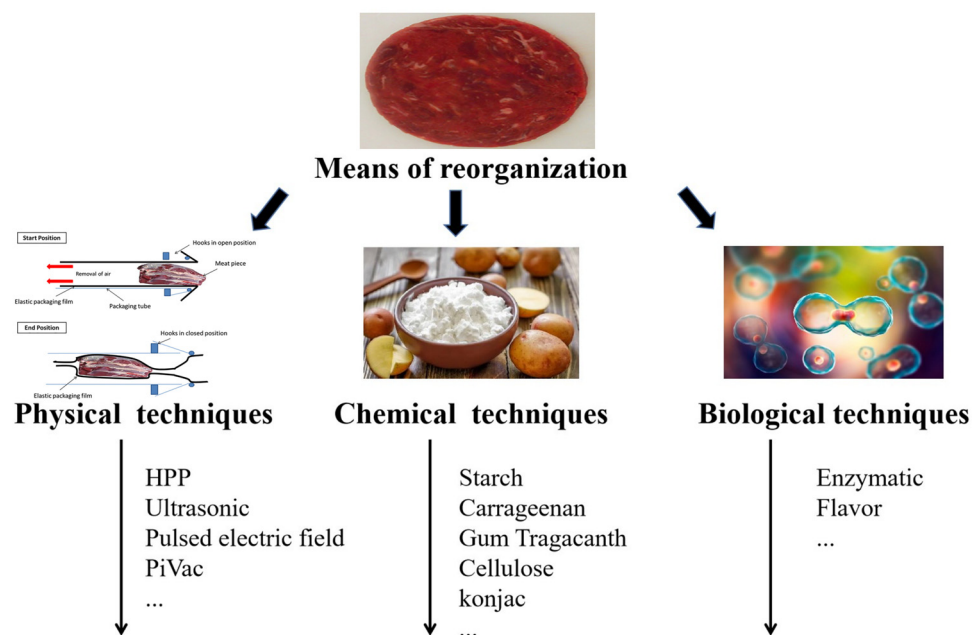 Means of reorganization
Start Position
Hooks in open position
Meat piece
Removal of air
Elastic packaging film
Packaging tube
End Position
Hooks in closed position
Elastic packaging film
Physical techniques
Chemical techniques
Biological techniques
HPP
Ultrasonic
Pulsed electric field
PiVac
...
Starch
Carrageenan
Gum Tragacanth
Cellulose
konjac
...
Enzymatic
Flavor
...